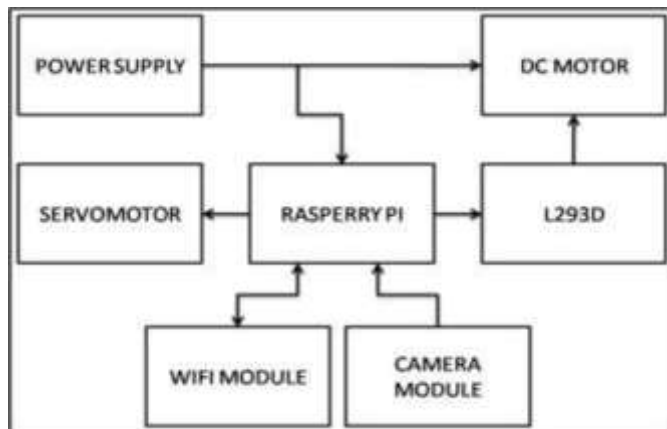 POWER SUPPLY
DC MOTOR
SERVOMOTOR
RASPERRY PI
L293D
WIFI MODULE
CAMERA
MODULE